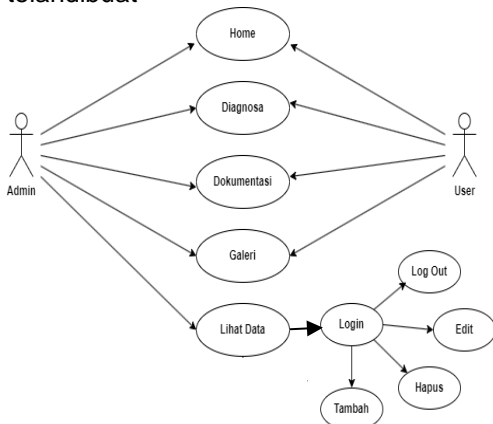 telahdibuat
Home
Diagnosa
Admin
User
Dokumentasi
Galeri
Log Out
Lihat Data
Login
Edit
Hapus
Tambah